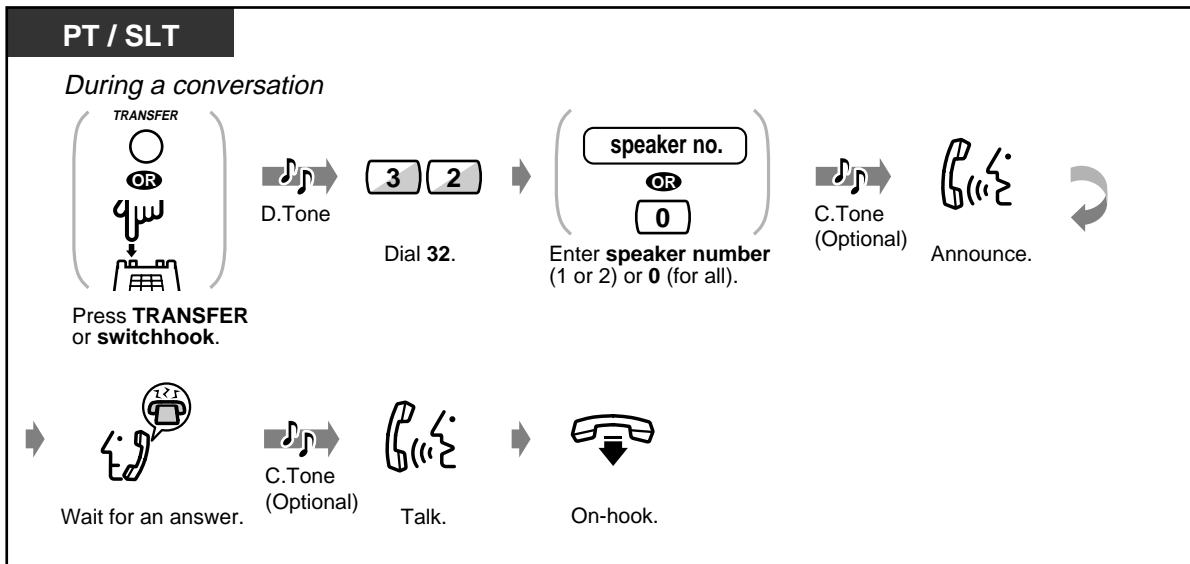 PT / SLT
During a conversation
TRANSFER
OR
Press TRANSFER
or switchhook.
D.Tone
3 2
Dial 32.
speaker no.
OR
0
Enter speaker number
(1 or 2) or 0 (for all).
C.Tone
(Optional)
Announce.
Wait for an answer.
C.Tone
(Optional)
Talk.
On-hook.